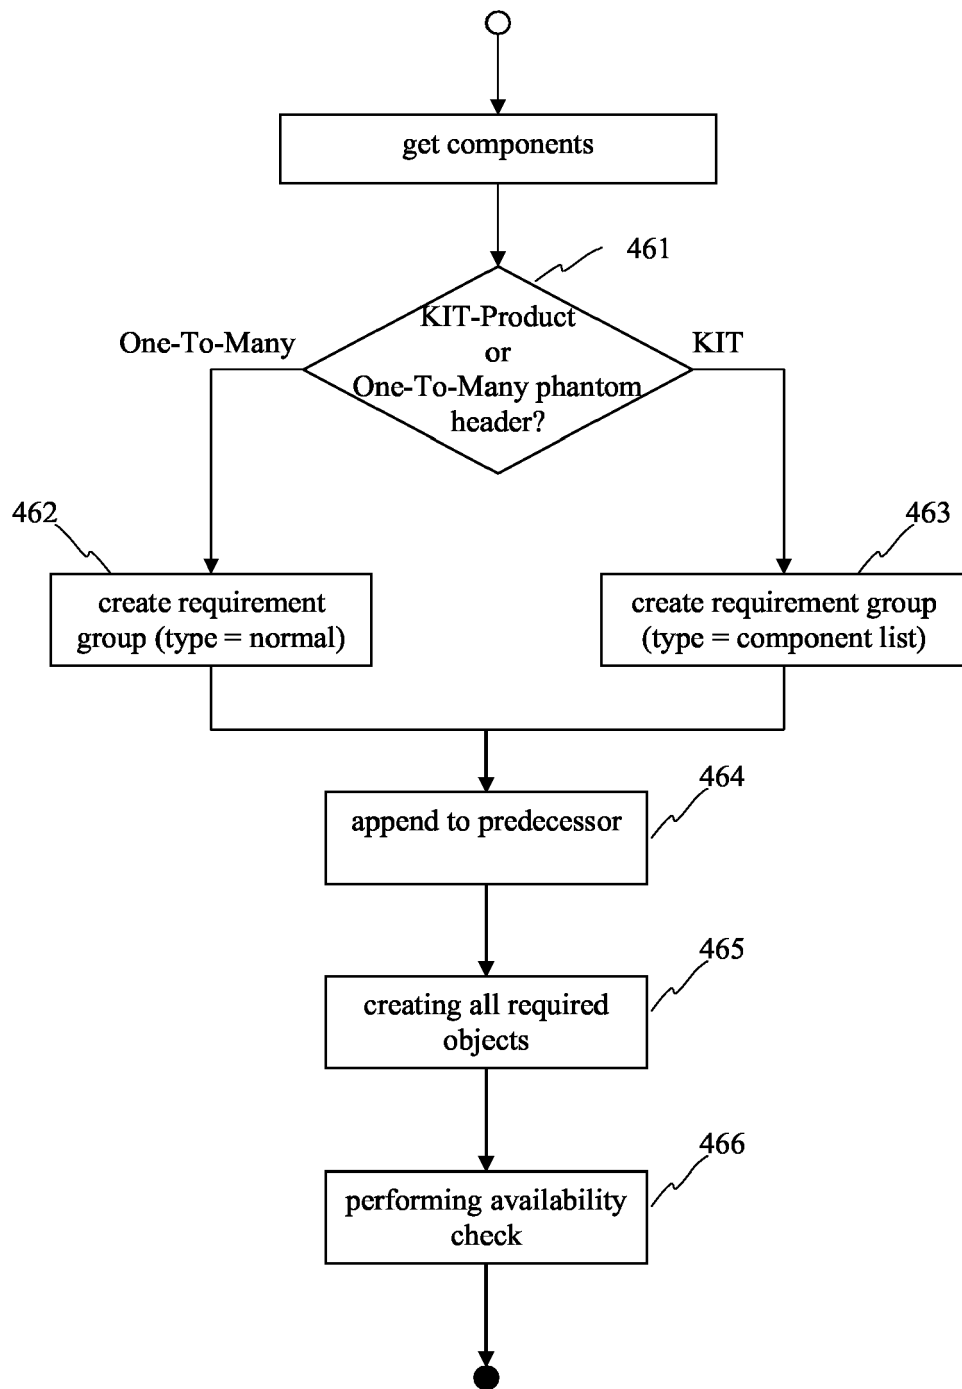 get components
461
KIT-Product
or
One-To-Many phantom
header?
One-To-Many
KIT
462
463
create requirement
group (type = normal)
create requirement group
(type = component list)
464
append to predecessor
465
creating all required
objects
466
performing availability
check